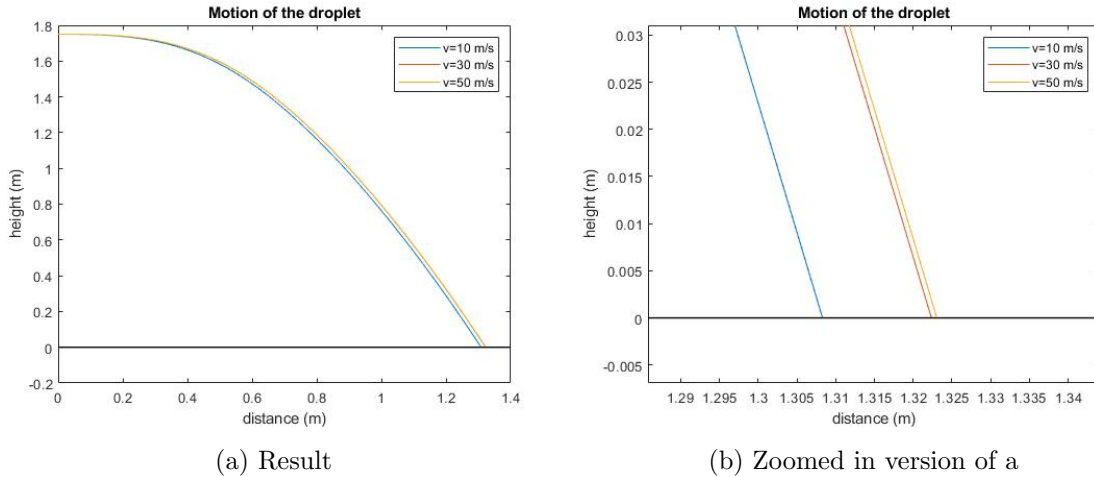 Motion of the droplet
1.8
1.6
1.4
1.2
1
0.8
0.6
0.4
0.2
0
-0.2
height (m)
v=10 m/s
v=30 m/s
v=50 m/s
0 0.2 0.4 0.6 0.8 1 1.2 1.4
distance (m)
(a) Result
Motion of the droplet
0.03
0.025
0.02
0.015
0.01
0.005
0
-0.005
height (m)
v=10 m/s
v=30 m/s
v=50 m/s
1.29 1.295 1.3 1.305 1.31 1.315 1.32 1.325 1.33 1.335 1.34
distance (m)
(b) Zoomed in version of a